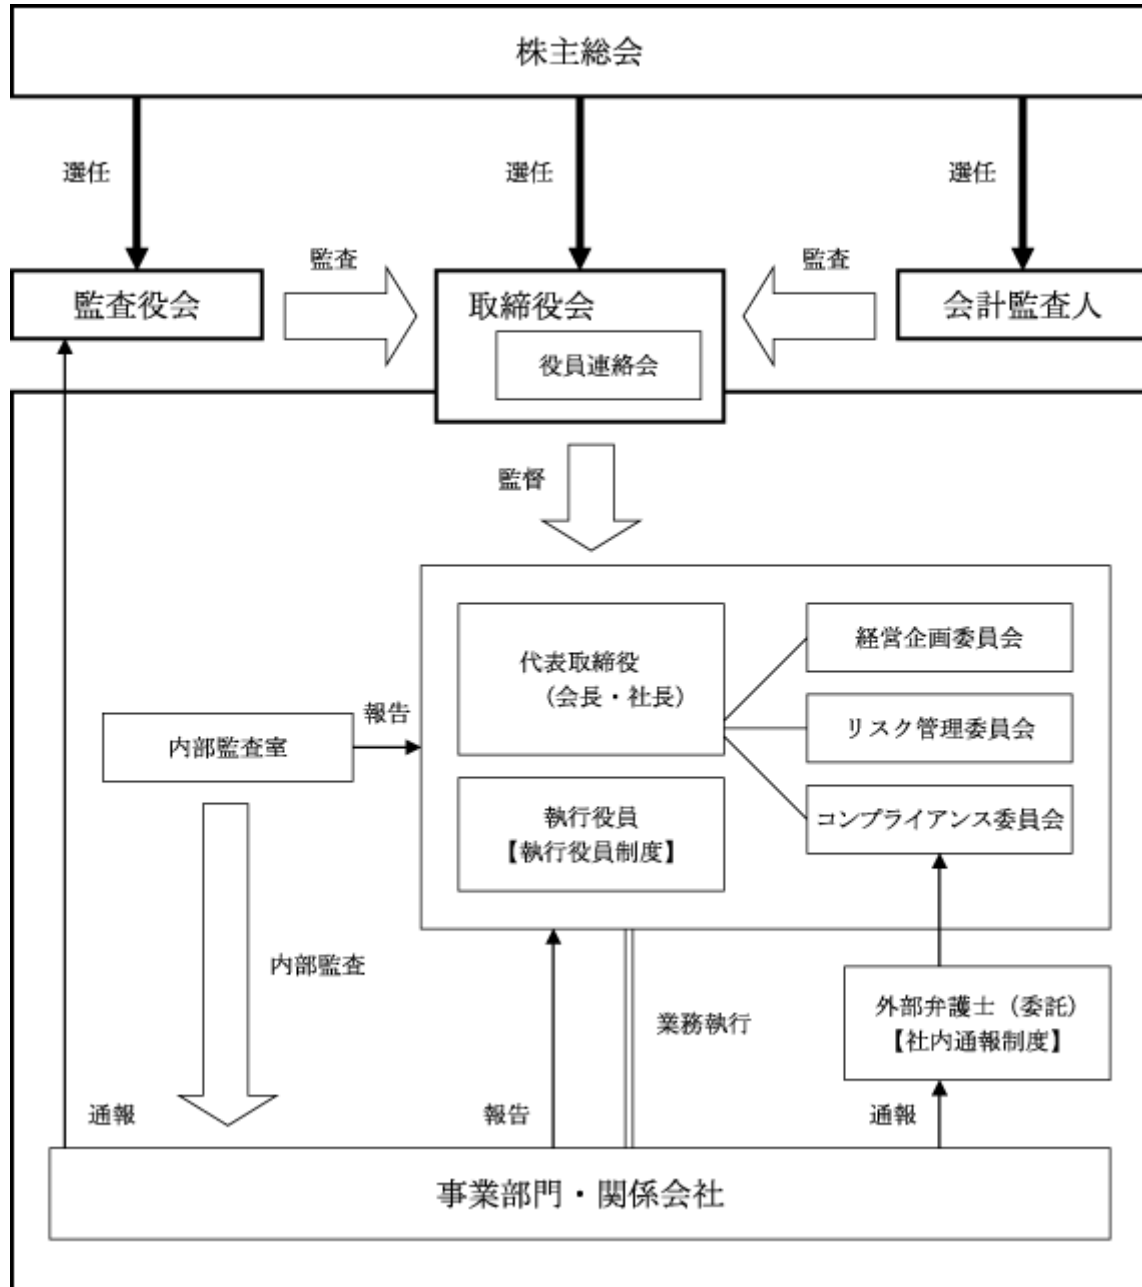 株主総会
選任
選任
選任
監査
監査
監査役会
取締役会
会計監査人
役員連絡会
監督
代表取締役
(会長・社長)
経営企画委員会
リスク管理委員会
コンプライアンス委員会
報告
内部監査室
執行役員
【執行役員制度】
内部監査
業務執行
外部弁護士(委託)
【社内通報制度】
通報
報告
通報
事業部門・関係会社